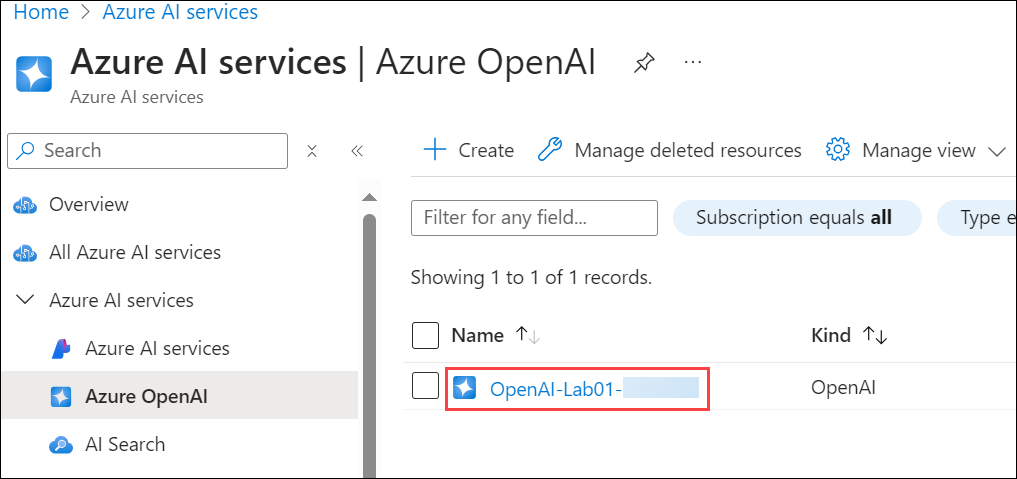 Home > Azure AI services
Azure AI services | Azure OpenAI ...
Azure AI services
Search
Overview
All Azure AI services
Azure AI services
Azure AI services
Azure OpenAI
AI Search
Create Manage deleted resources Manage view
Filter for any field... Subscription equals all Type e
Showing 1 to 1 of 1 records.
Name Kind
OpenAI-Lab01- OpenAI